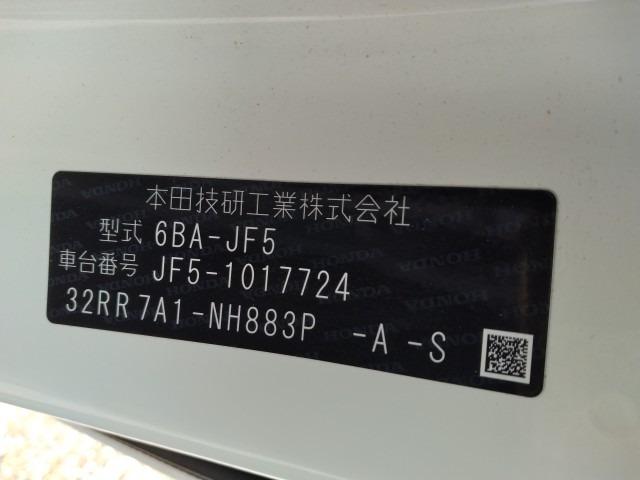 本田技研工業株式会社
型式 6BA-JF5
車台番号 JF5-1017724
32RR7A1-NH883P -A -S